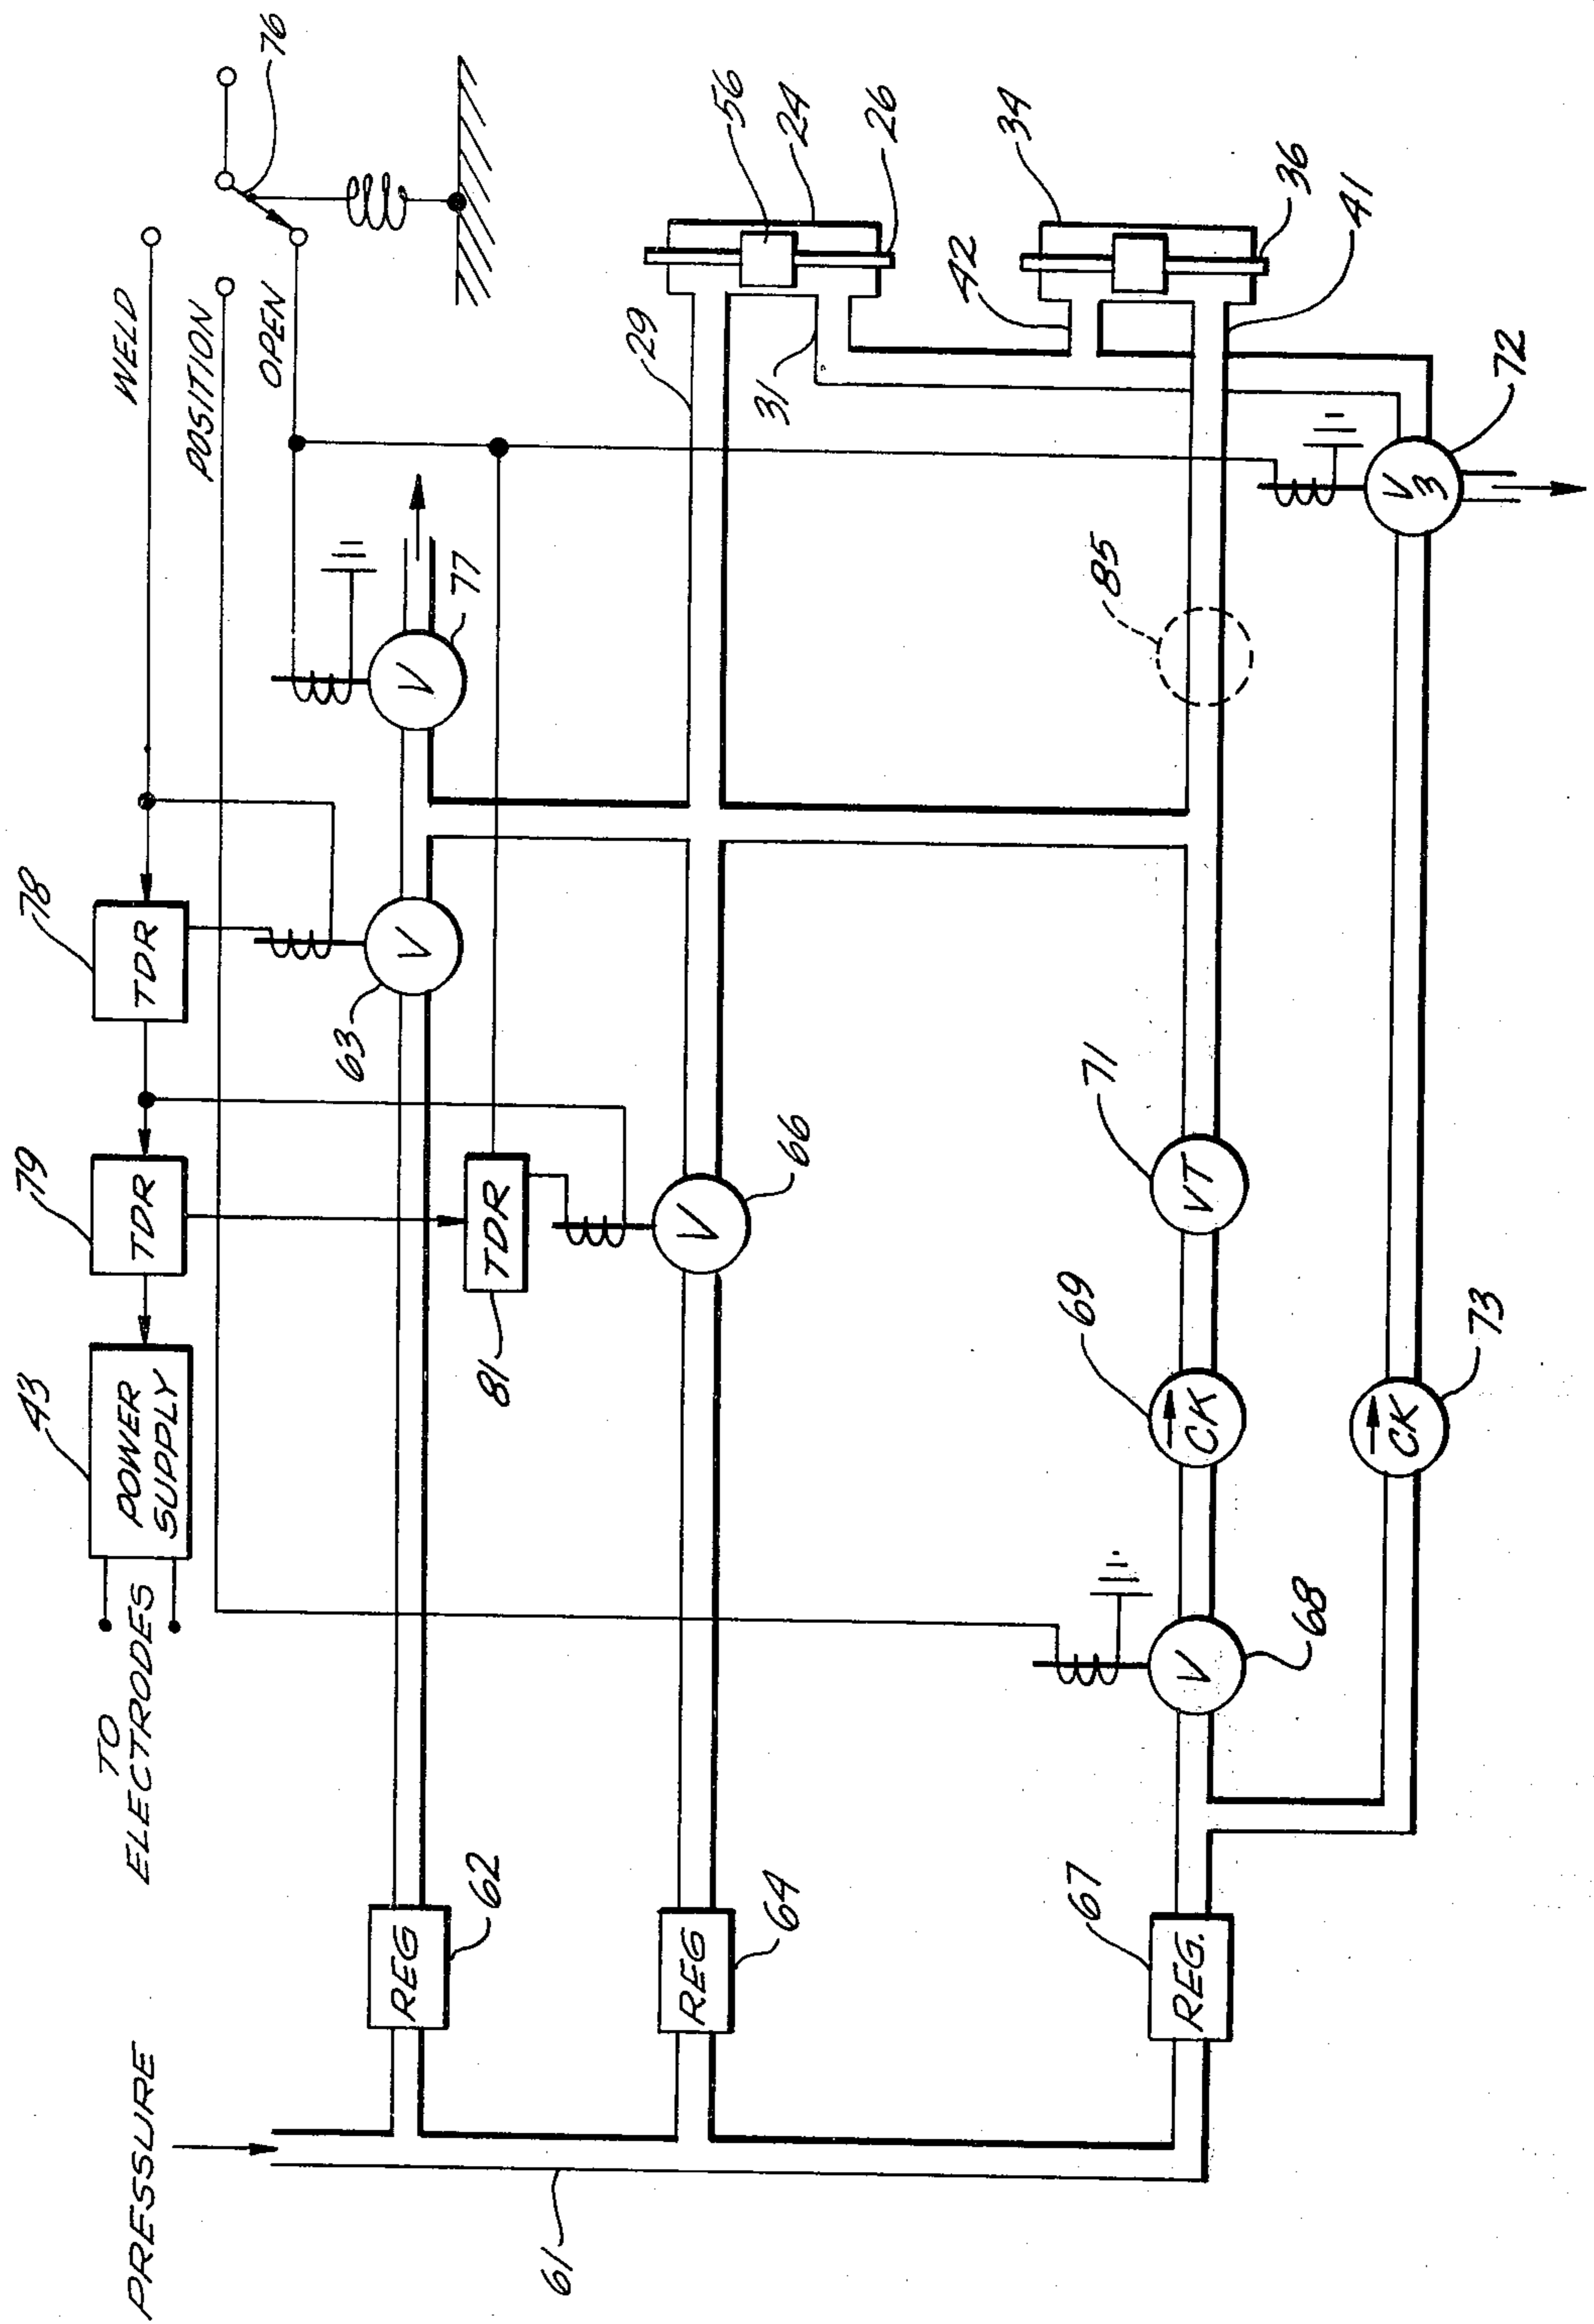 WELD
POSITION
OPEN
76
78
TDR
79
TDR
43
POWER
SUPPLY
TO
ELECTRODES
PRESSURE
61
REG
62
REG
64
REG.
67
V
63
V
77
TDR
81
V
66
V
68
CK
69
VT
71
85
CK
73
V3
72
29
31
56
24
26
42
34
36
41